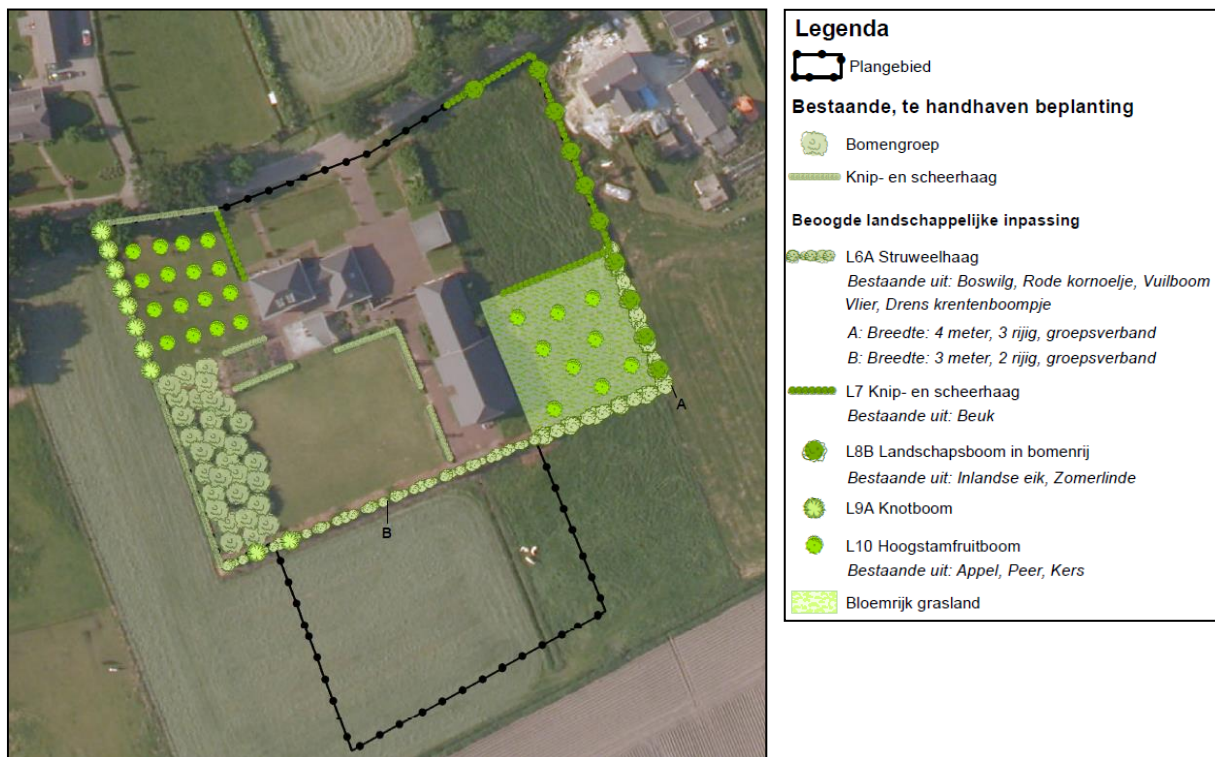 Legenda
Plangebied
Bestaande, te handhaven beplanting
Bomengroep
Knip- en scheerhaag
Beoogde landschappelijke inpassing
L6A Struweelhaag
Bestaande uit: Boswilg, Rode kornoelje, Vuilboom
Vlier, Drens krentenboompje
A: Breedte: 4 meter, 3 rijig, groepsverband
B: Breedte: 3 meter, 2 rijig, groepsverband
L7 Knip- en scheerhaag
Bestaande uit: Beuk
L8B Landschapsboom in bomenrij
Bestaande uit: Inlandse eik, Zomerlinde
L9A Knotboom
L10 Hoogstamfruitboom
Bestaande uit: Appel, Peer, Kers
Bloemrijk grasland
A
B